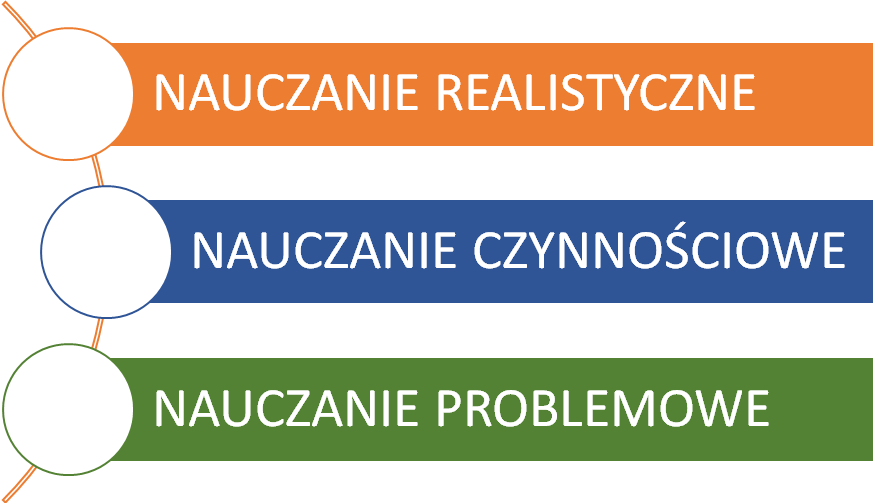 NAUCZANIE REALISTYCZNE
NAUCZANIE CZYNNOŚCIOWE
NAUCZANIE PROBLEMOWE